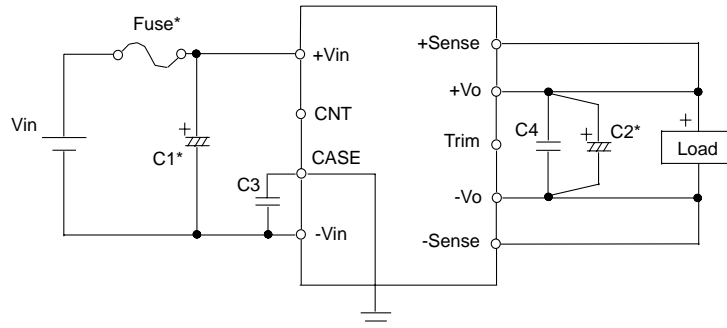 Fuse*
+Vin
+Sense
+Vo
Vin
+
C1*
CNT
C4
+
C2*
+
Load
Trim
CASE
C3
-Vo
-Vin
-Sense